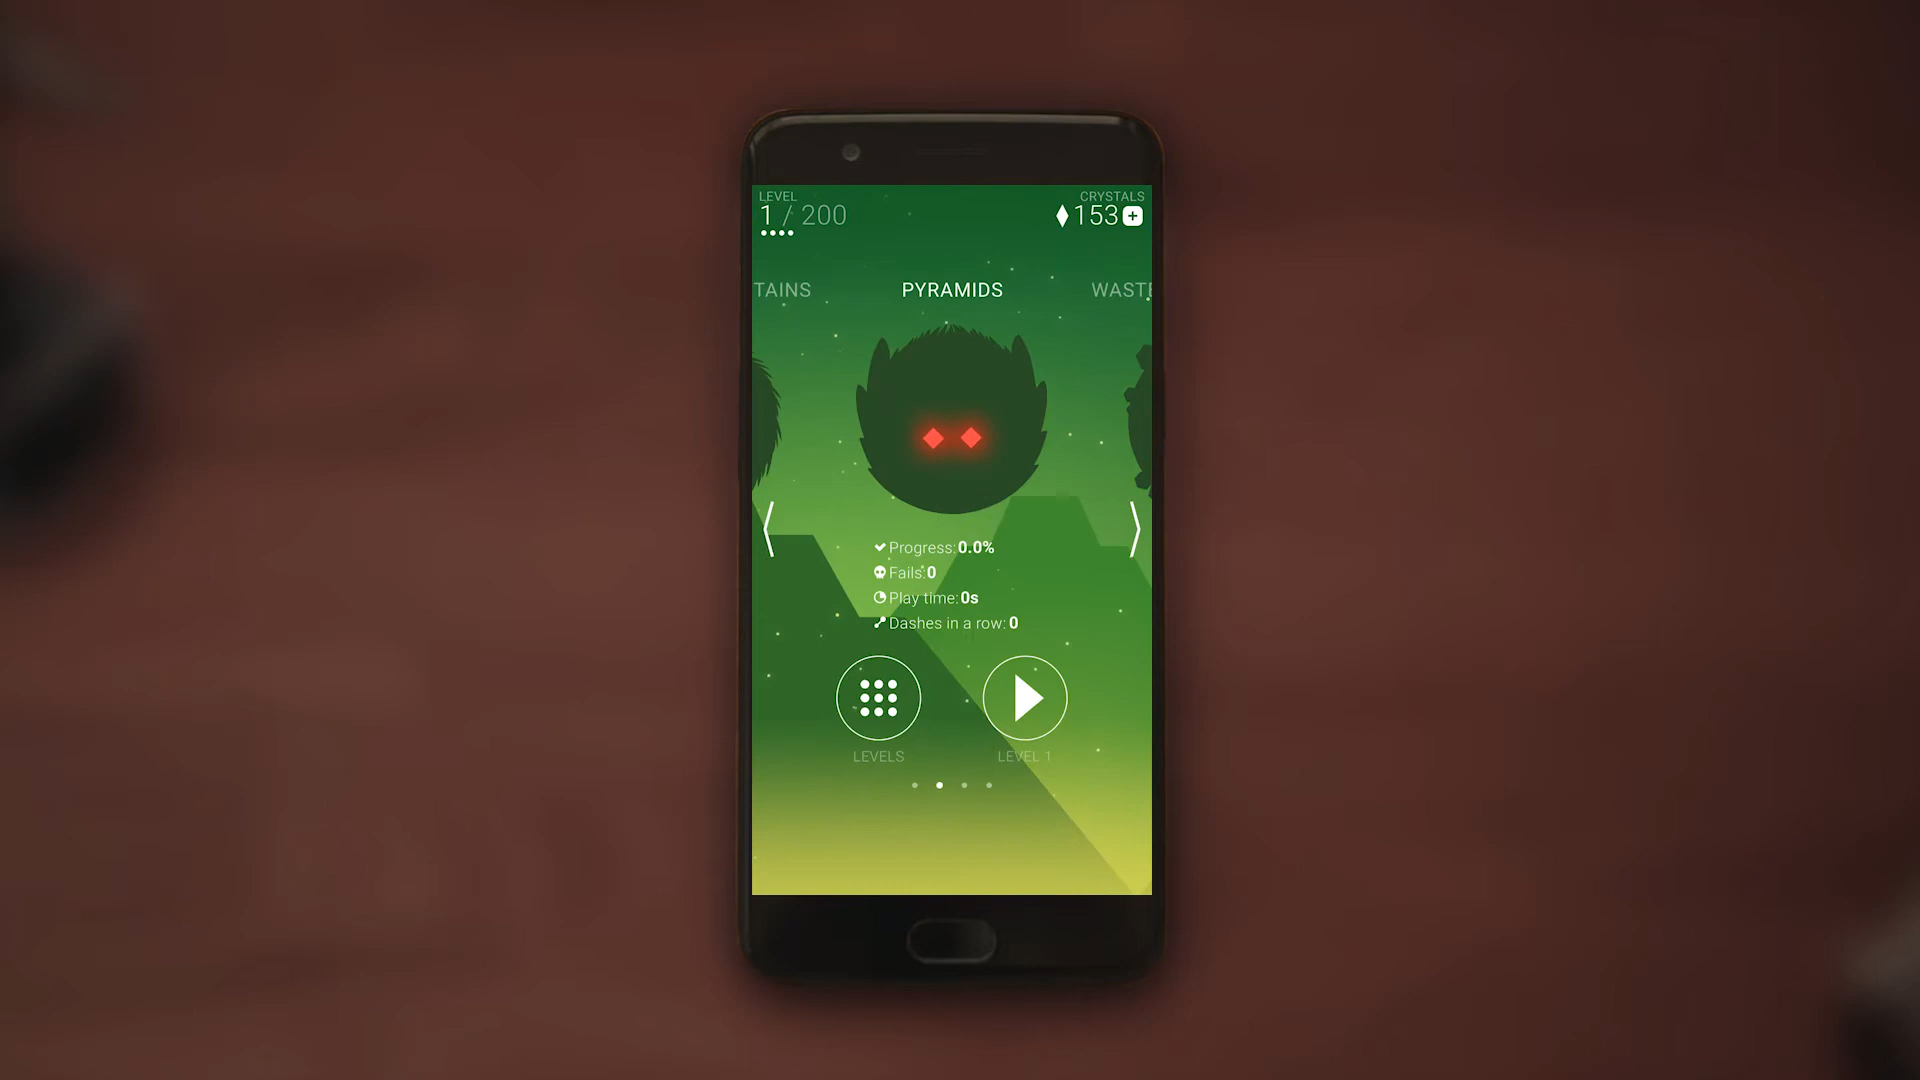 LEVEL
1 / 200
CRYSTALS
153
TAINS
PYRAMIDS
WASTE
Progress: 0.0%
Fails: 0
Play time: 0s
Dashes in a row: 0
LEVELS
LEVEL 1